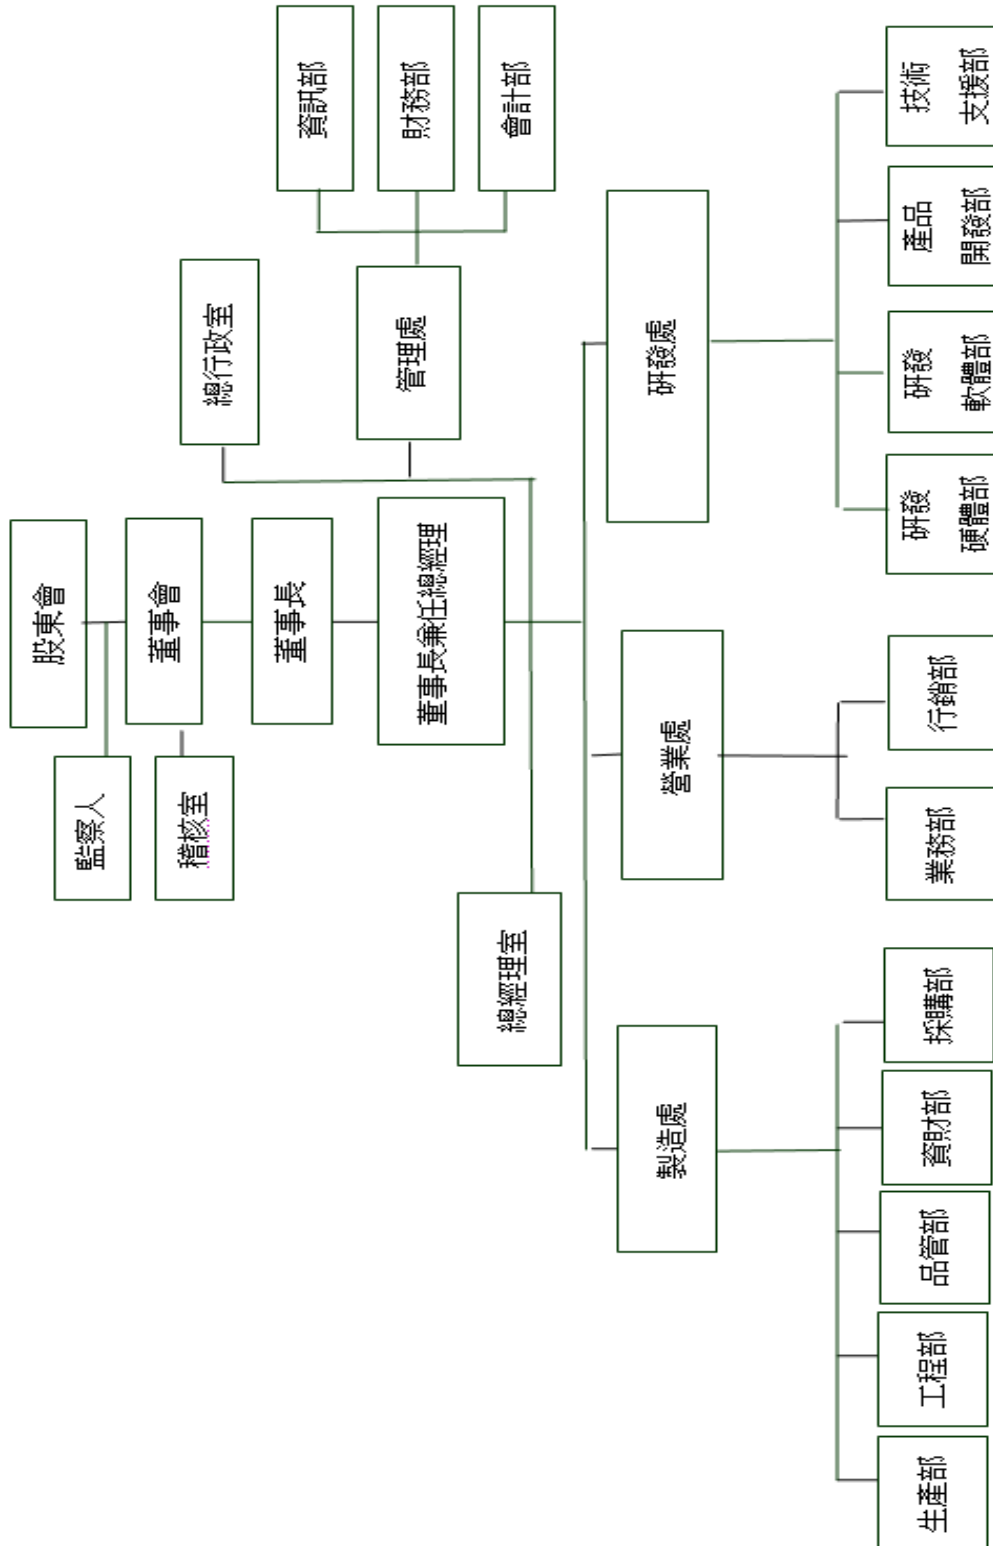 股東會
監察人
董事會
稽核室
總行政室
董事長
資訊部
管理處
財務部
董事長兼任總經理
總經理室
會計部
製造處
營業處
研發處
生產部
工程部
品管部
資財部
採購部
業務部
行銷部
研發
硬體部
研發
軟體部
產品
開發部
技術
支援部